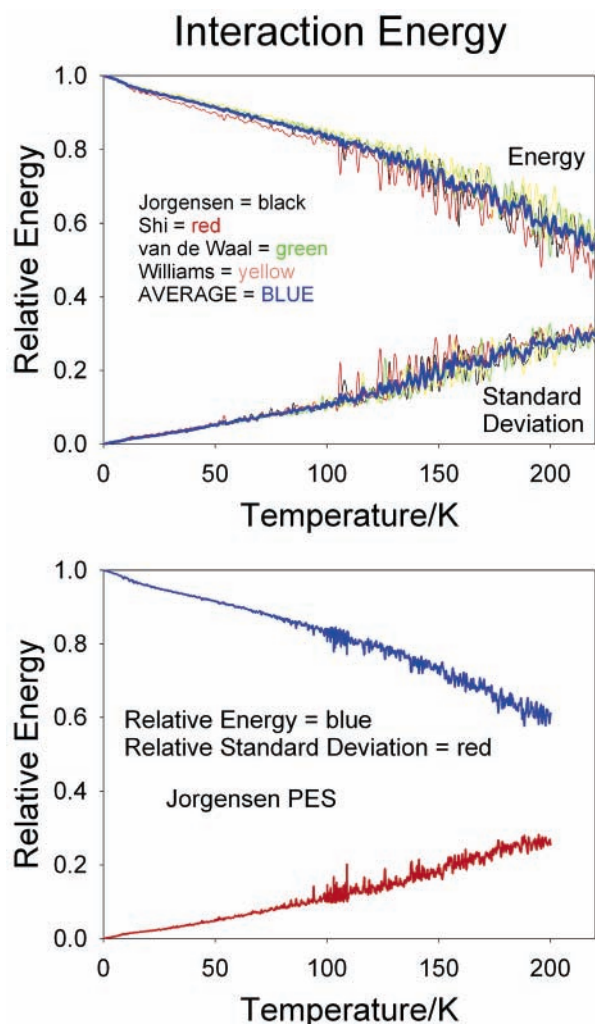 Interaction Energy
1.0
0.8
0.6
0.4
0.2
0.0
Relative Energy
Energy
Jorgensen = black
Shi = red
van de Waal = green
Williams = yellow
AVERAGE = BLUE
Standard
Deviation
0 50 100 150 200
Temperature/K
1.0
0.8
0.6
0.4
0.2
0.0
Relative Energy
Relative Energy = blue
Relative Standard Deviation = red
Jorgensen PES
0 50 100 150 200
Temperature/K